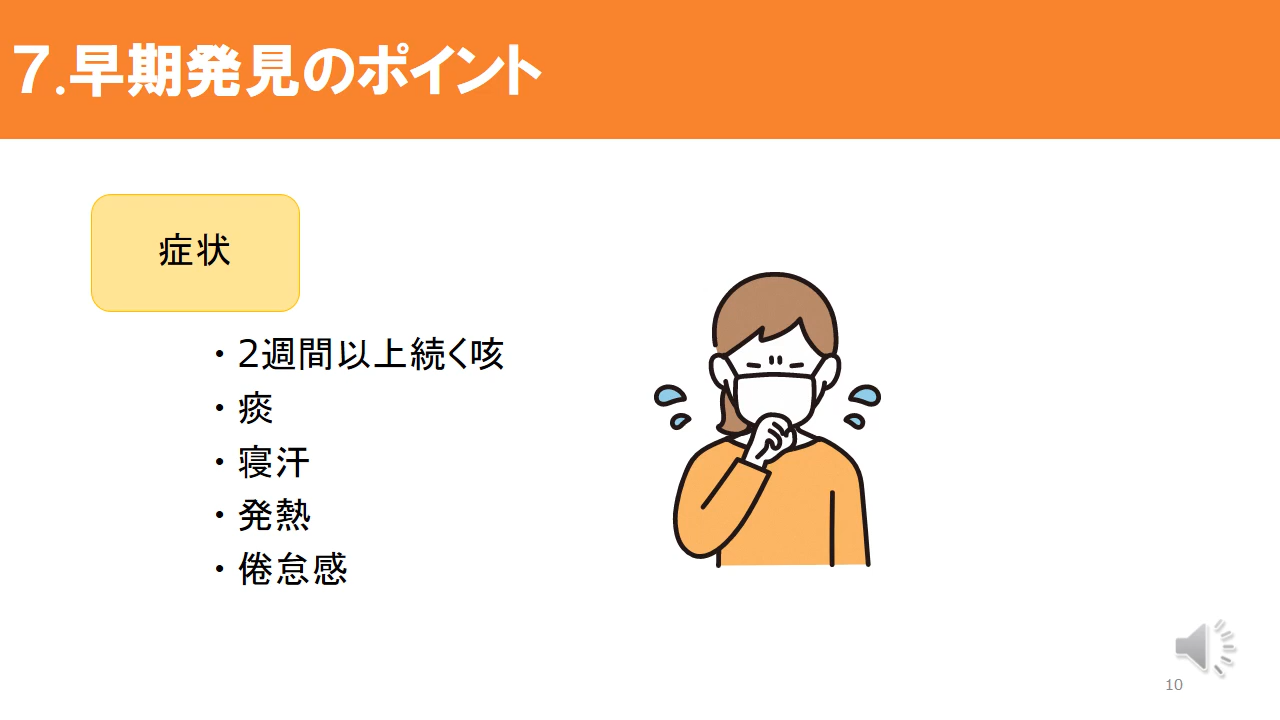 7.早期発見のポイント
症状
・2週間以上続く咳
・痰
・寝汗
・発熱
・倦怠感
10